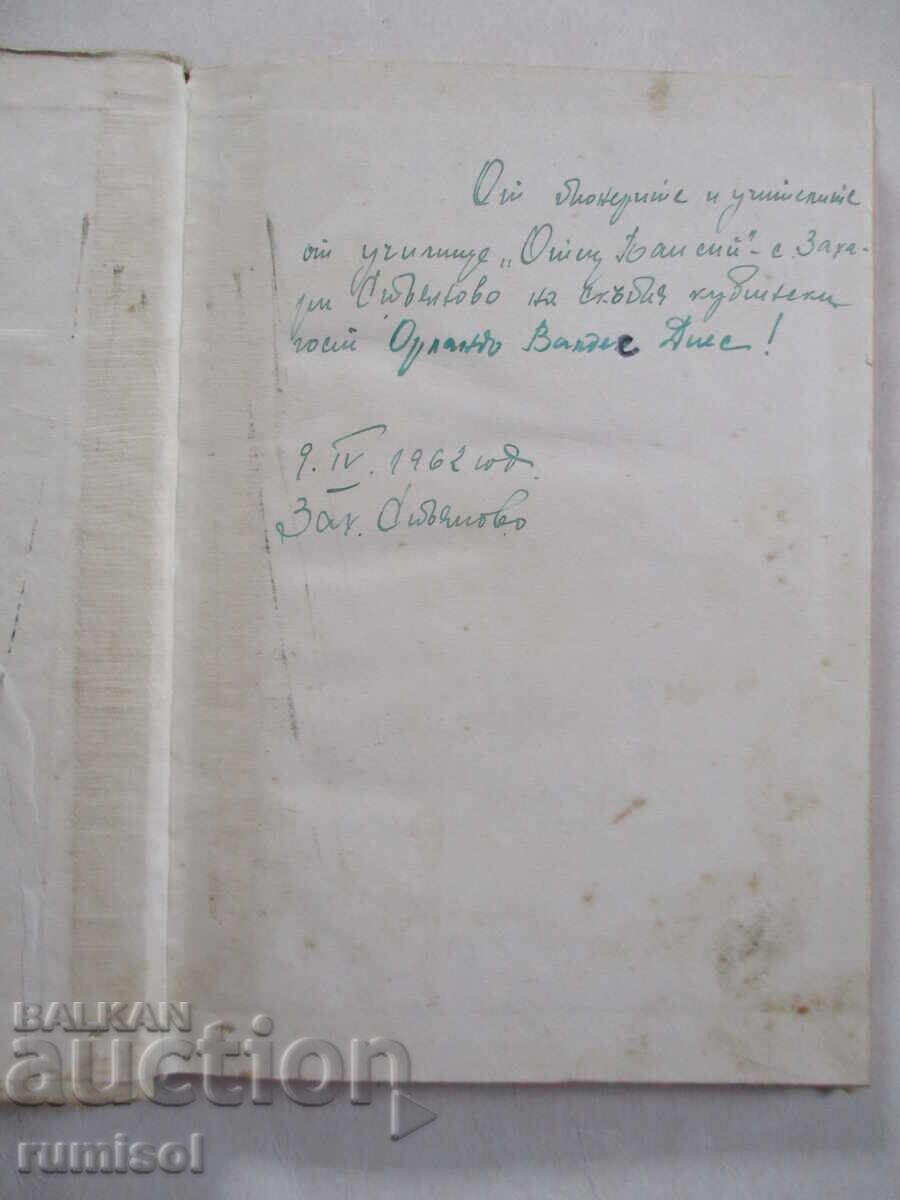 От пионерите и учителите
от училище „Отец Паисий" - с. Заха-
ри Стояново на скъпия кубински
гост Орландо Валдес Диес!
9. IV. 1962 год.
Зах. Стояново
BALKAN
auction
rumisol